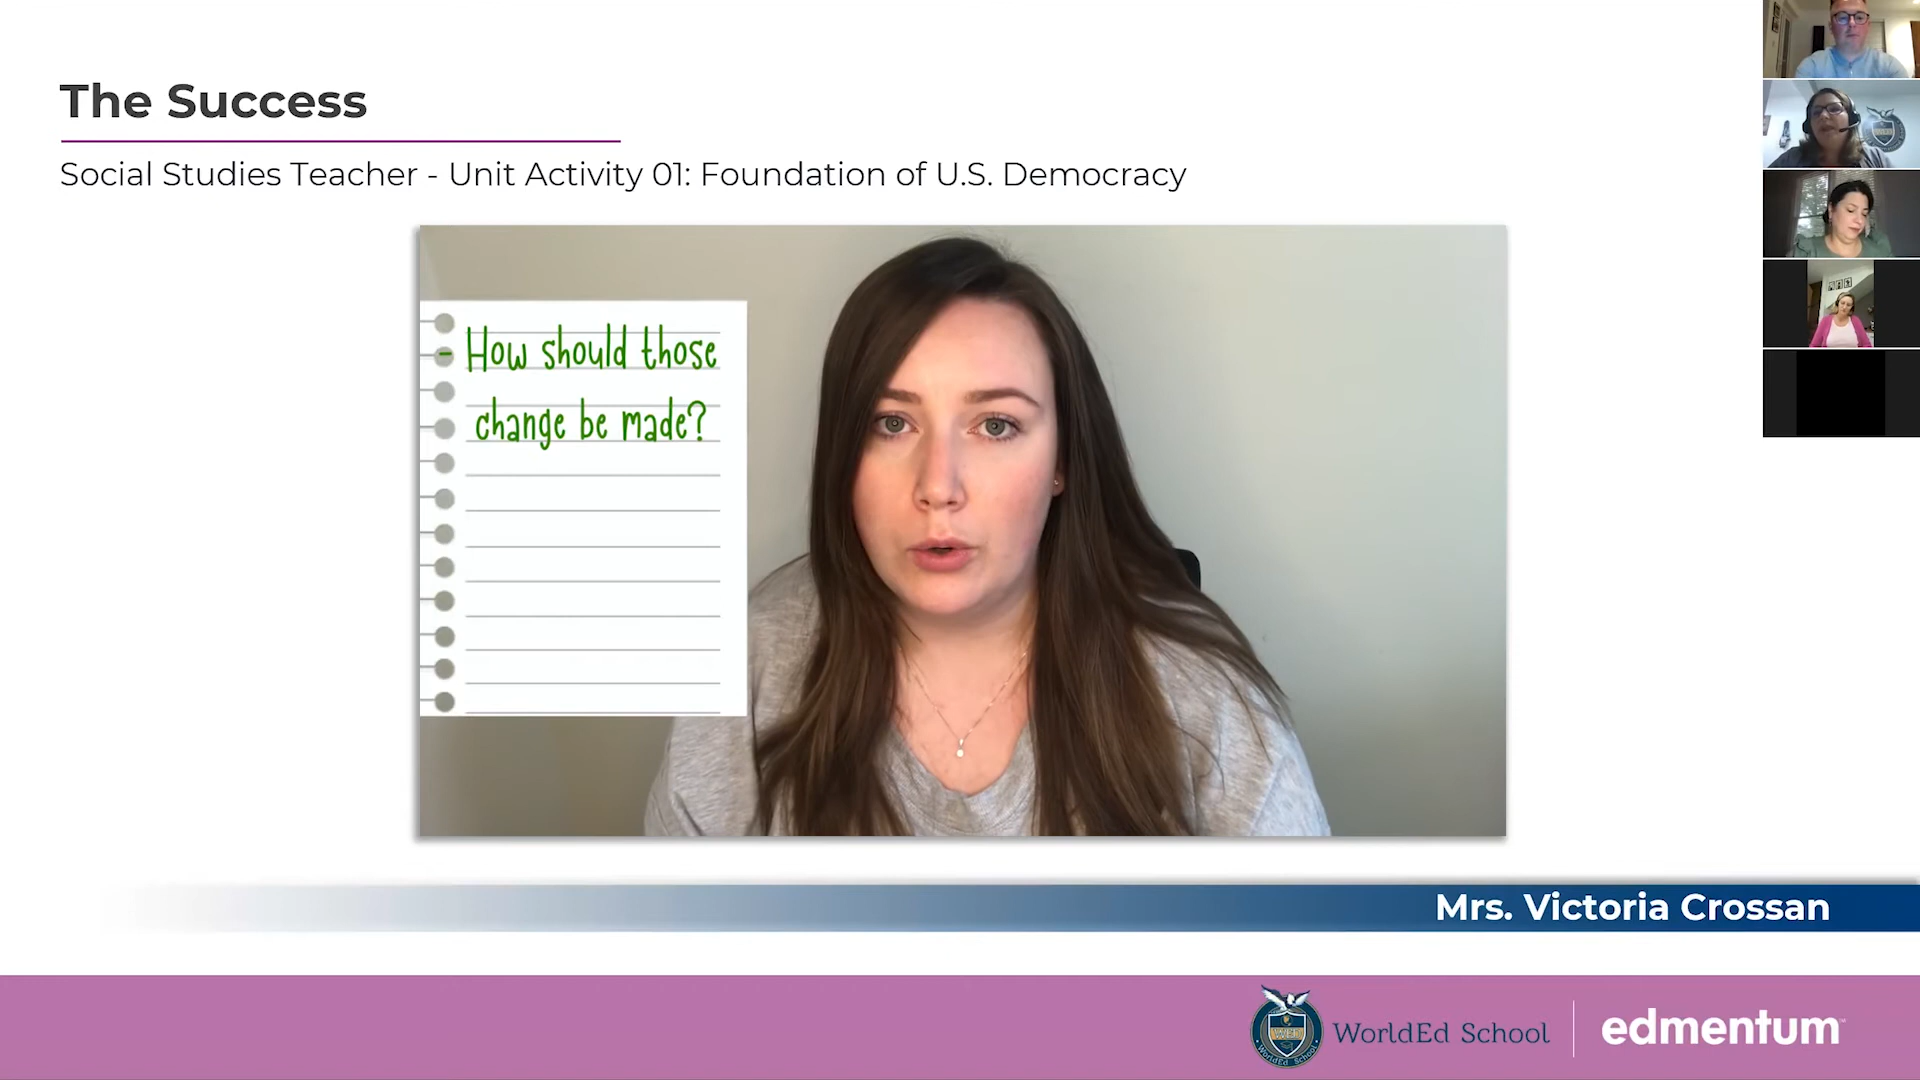 The Success
Social Studies Teacher - Unit Activity 01: Foundation of U.S. Democracy
- How should those
change be made?
Mrs. Victoria Crossan
WorldEd School
edmentum